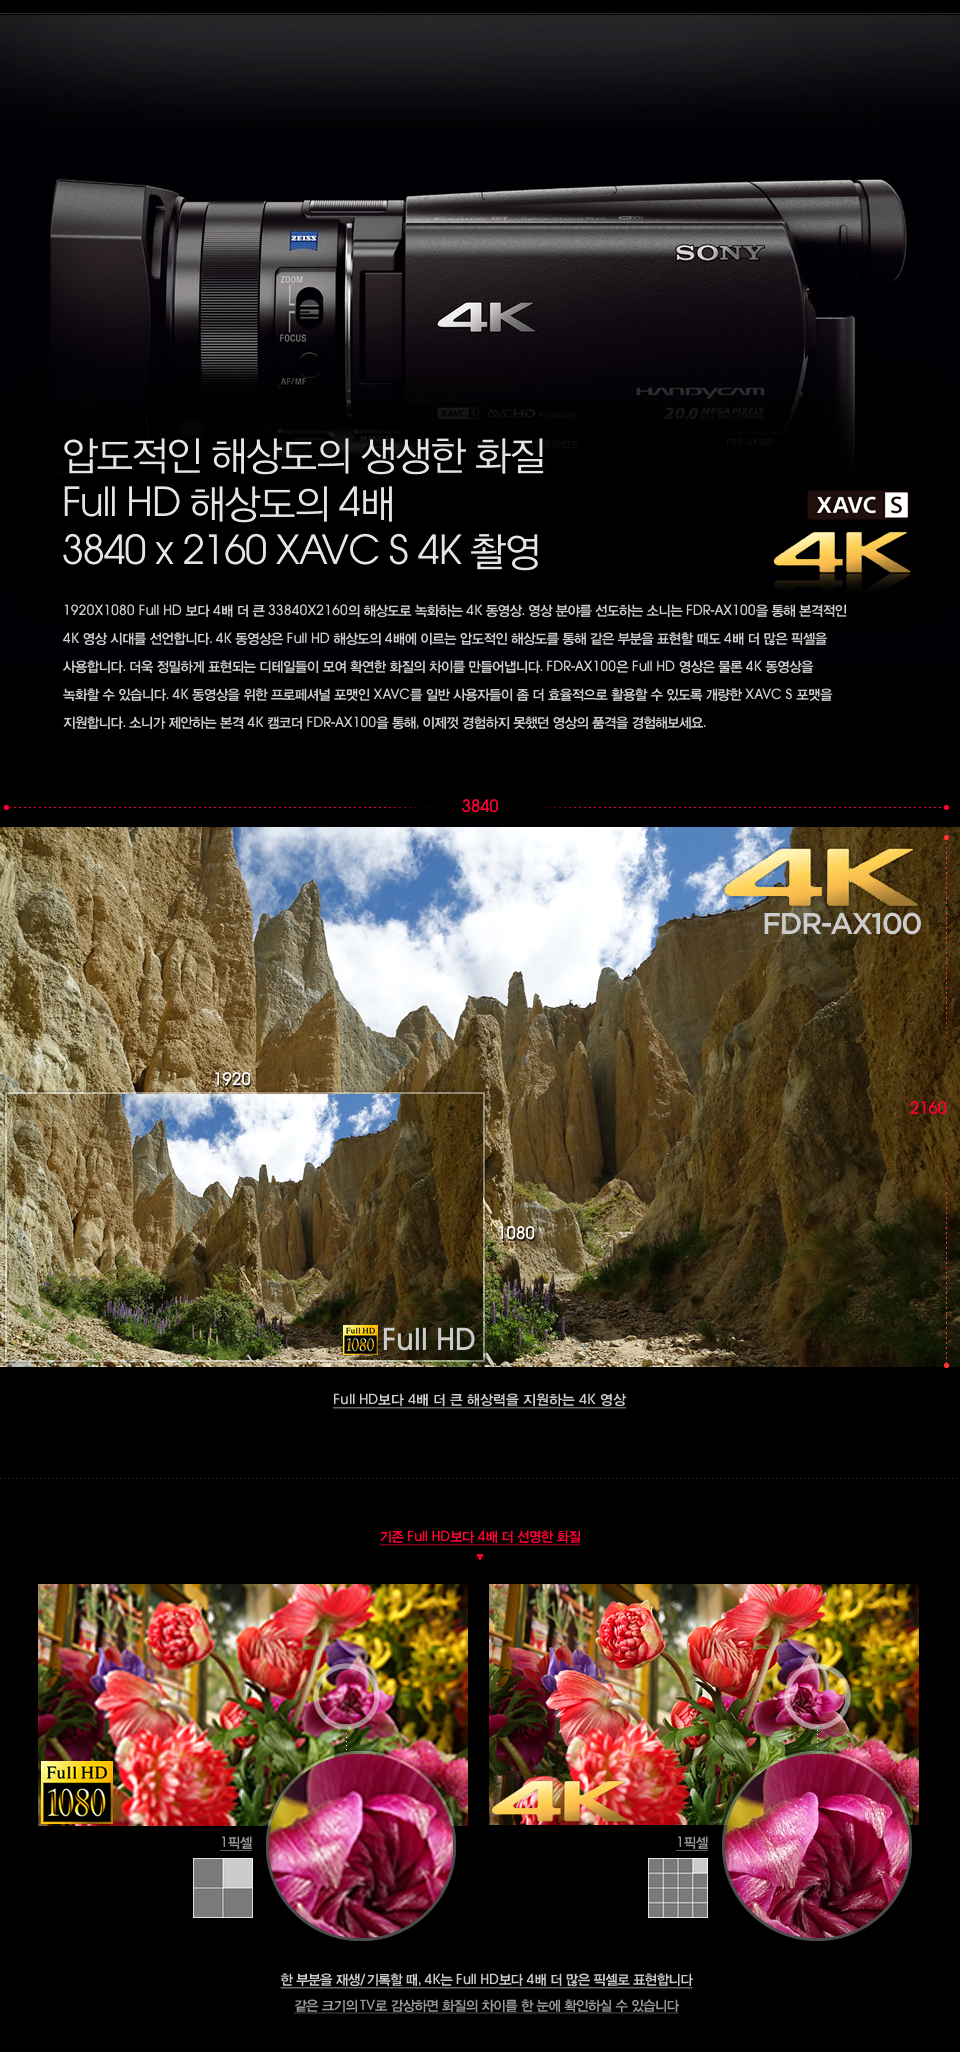 ZEISS
SONY
ZOOM
4K
FOCUS
AF/MF
HANDYCAM
XAVC S AVCHD Progressive
20.0 MEGA PIXELS
FDR-AX100
압도적인 해상도의 생생한 화질
Full HD 해상도의 4배
3840 x 2160 XAVC S 4K 촬영
XAVC S
4K
1920X1080 Full HD 보다 4배 더 큰 33840X2160의 해상도로 녹화하는 4K 동영상. 영상 분야를 선도하는 소니는 FDR-AX100을 통해 본격적인
4K 영상 시대를 선언합니다. 4K 동영상은 Full HD 해상도의 4배에 이르는 압도적인 해상도를 통해 같은 부분을 표현할 때도 4배 더 많은 픽셀을
사용합니다. 더욱 정밀하게 표현되는 디테일들이 모여 확연한 화질의 차이를 만들어냅니다. FDR-AX100은 Full HD 영상은 물론 4K 동영상을
녹화할 수 있습니다. 4K 동영상을 위한 프로페셔널 포맷인 XAVC를 일반 사용자들이 좀 더 효율적으로 활용할 수 있도록 개량한 XAVC S 포맷을
지원합니다. 소니가 제안하는 본격 4K 캠코더 FDR-AX100을 통해, 이제껏 경험하지 못했던 영상의 품격을 경험해보세요.
3840
4K
FDR-AX100
1920
2160
1080
Full HD
1080
Full HD
Full HD보다 4배 더 큰 해상력을 지원하는 4K 영상
기존 Full HD보다 4배 더 선명한 화질
Full HD
1080
4K
1픽셀
1픽셀
한 부분을 재생/기록할 때, 4K는 Full HD보다 4배 더 많은 픽셀로 표현합니다
같은 크기의 TV로 감상하면 화질의 차이를 한 눈에 확인하실 수 있습니다